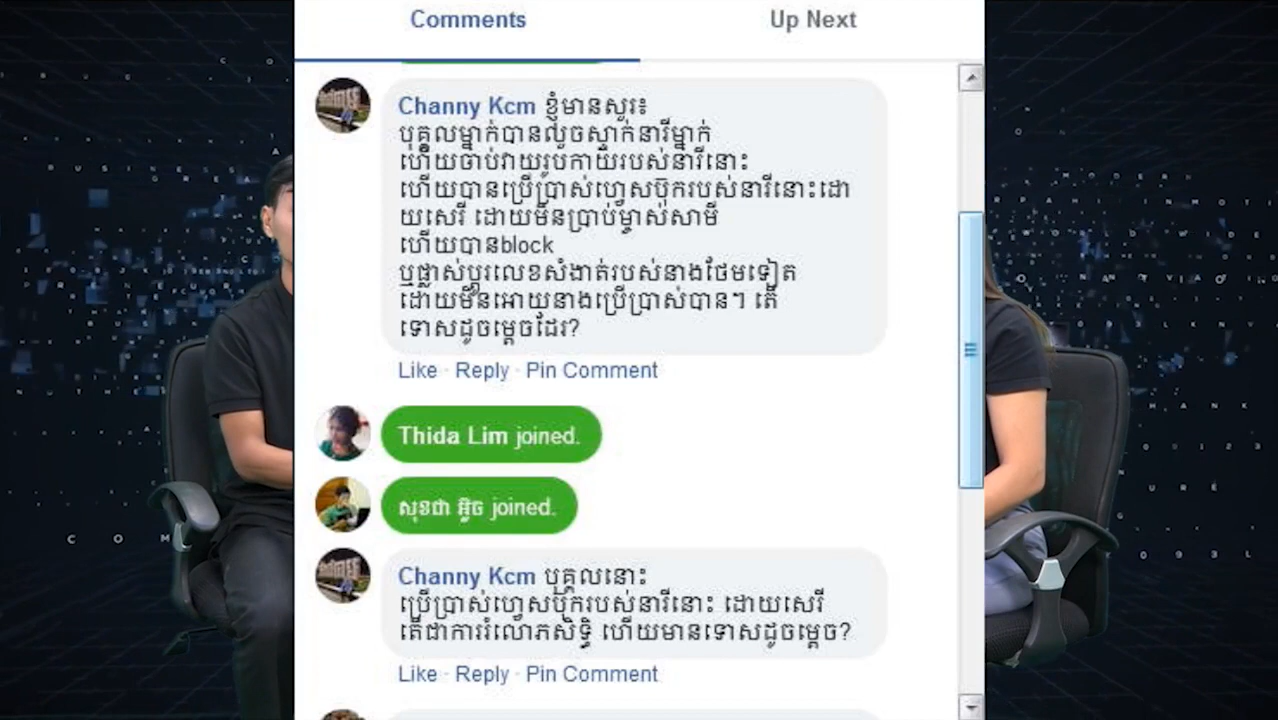 Comments
Up Next
Channy Kcm ខ្ញុំមានសួរ៖
បុគ្គលម្នាក់បានលួចស្ទាក់នារីម្នាក់
ហើយចាប់វាយរូបកាយរបស់នារីនោះ
ហើយបានប្រើប្រាស់ហ្វេសប៊ុករបស់នារីនោះដោ
យសេរី ដោយមិនប្រាប់ម្ចាស់សាមី
ហើយបានblock
ឬផ្លាស់ប្ដូរលេខសំងាត់របស់នាងថែមទៀត
ដោយមិនអោយនាងប្រើប្រាស់បាន។ តើ
ទោសដូចម្ដេចដែរ?
Like · Reply · Pin Comment
Thida Lim joined.
សុខជា អ៊ួច joined.
Channy Kcm បុគ្គលនោះ
ប្រើប្រាស់ហ្វេសប៊ុករបស់នារីនោះ ដោយសេរី
តើជាការរំលោភសិទ្ធិ ហើយមានទោសដូចម្ដេច?
Like · Reply · Pin Comment